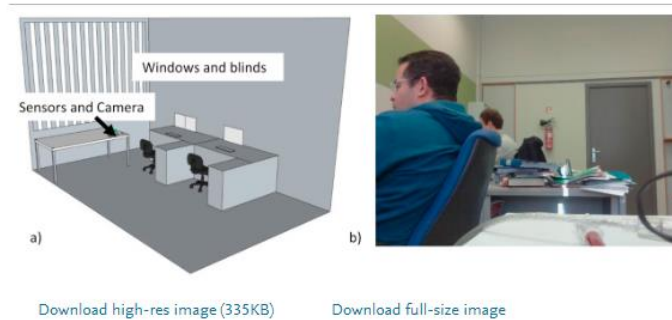 Windows and blinds
Sensors and Camera
a)
b)
Download high-res image (335KB)
Download full-size image